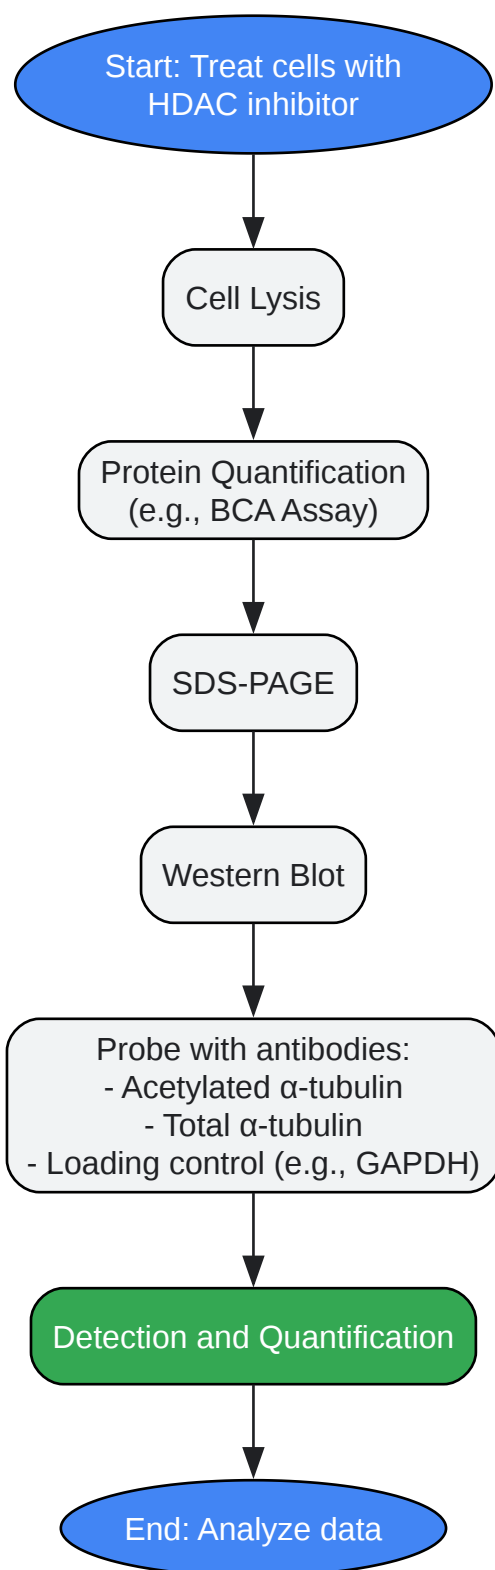 Start: Treat cells with
HDAC inhibitor
Cell Lysis
Protein Quantification
(e.g., BCA Assay)
SDS-PAGE
Western Blot
Probe with antibodies:
- Acetylated α-tubulin
- Total α-tubulin
- Loading control (e.g., GAPDH)
Detection and Quantification
End: Analyze data